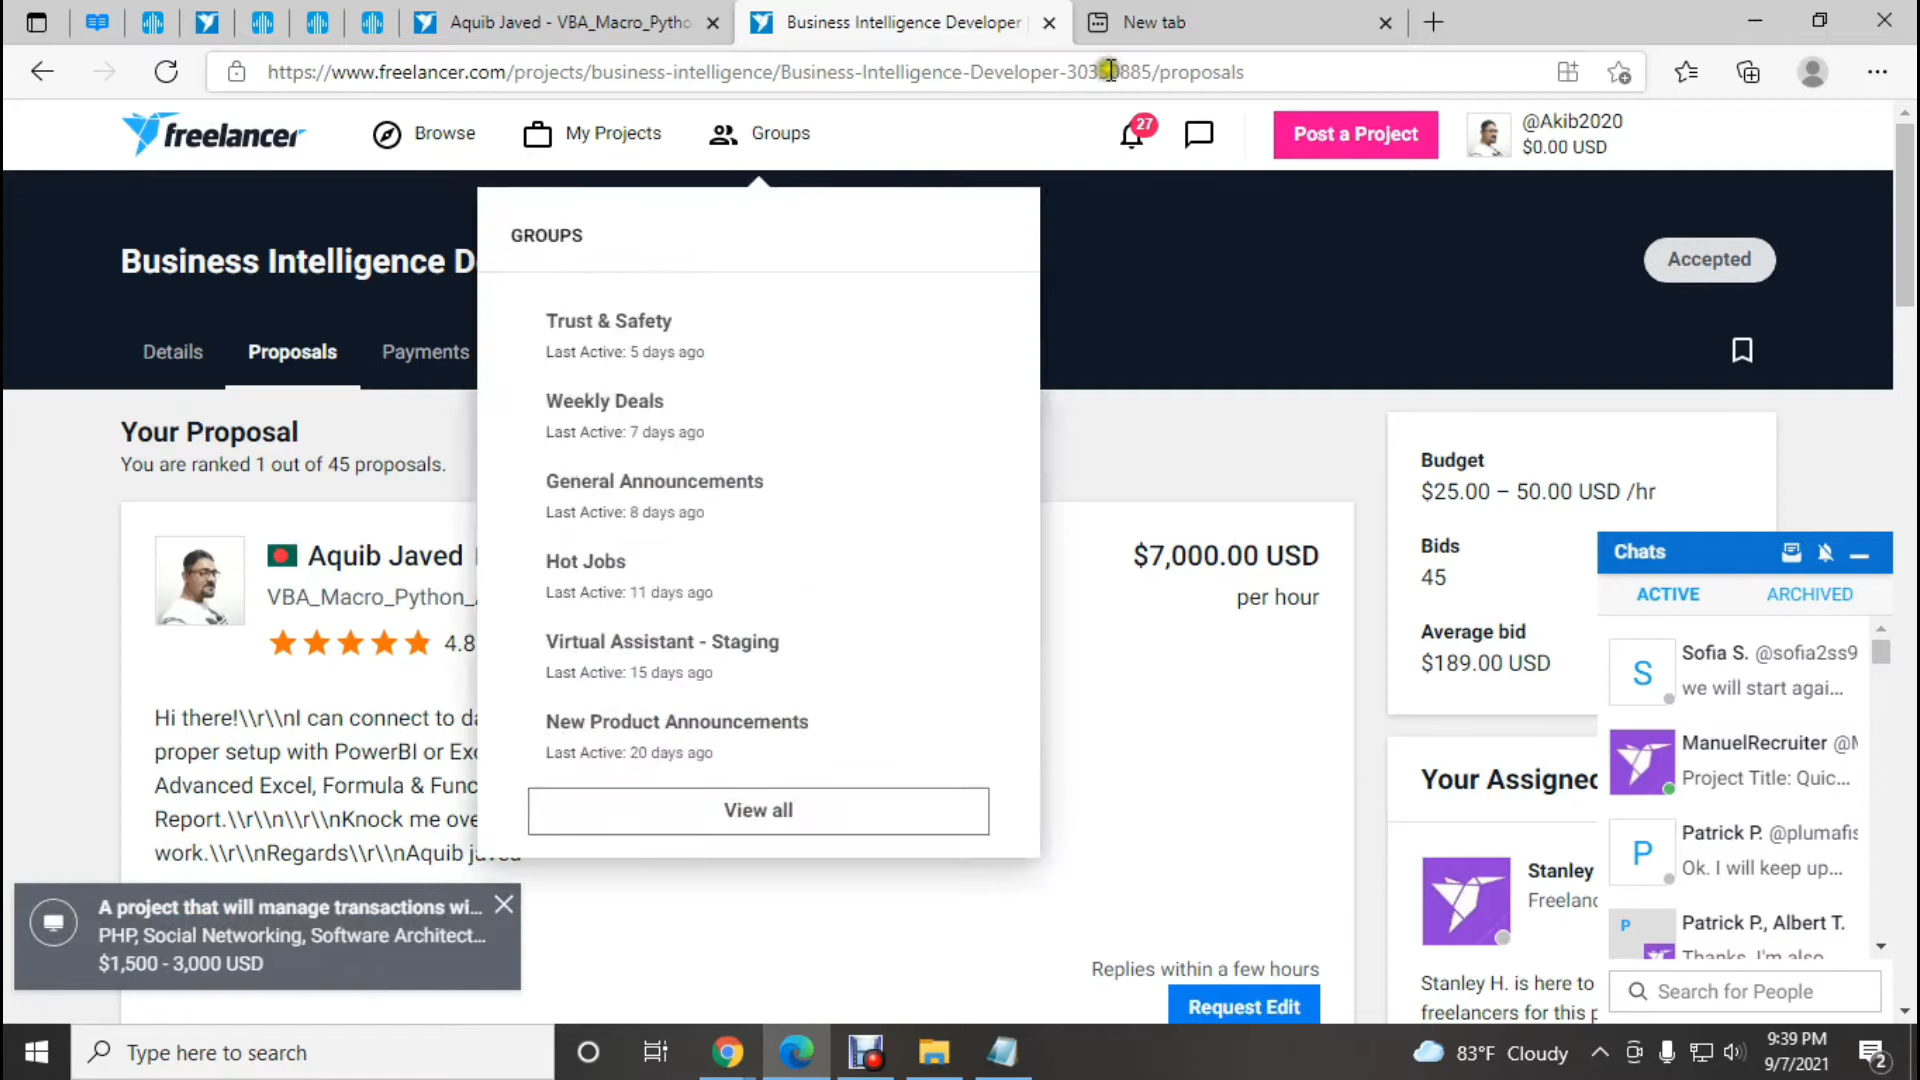 Aquib Javed - VBA_Macro_Pytho
Business Intelligence Developer
New tab
https://www.freelancer.com/projects/business-intelligence/Business-Intelligence-Developer-30350885/proposals
freelancer
Browse
My Projects
Groups
27
Post a Project
@Akib2020
$0.00 USD
Business Intelligence D
Accepted
Details
Proposals
Payments
GROUPS
Trust & Safety
Last Active: 5 days ago
Weekly Deals
Last Active: 7 days ago
General Announcements
Last Active: 8 days ago
Hot Jobs
Last Active: 11 days ago
Virtual Assistant - Staging
Last Active: 15 days ago
New Product Announcements
Last Active: 20 days ago
View all
Your Proposal
You are ranked 1 out of 45 proposals.
Aquib Javed
VBA_Macro_Python_
4.8
$7,000.00 USD
per hour
Hi there!\\r\\nI can connect to da
proper setup with PowerBI or Exc
Advanced Excel, Formula & Func
Report.\\r\\n\\r\\nKnock me ove
work.\\r\\nRegards\\r\\nAquib javed
Replies within a few hours
Request Edit
Budget
$25.00 – 50.00 USD /hr
Bids
45
Average bid
$189.00 USD
Your Assigned
Stanley
Freelanc
Stanley H. is here to
freelancers for this p
Chats
ACTIVE
ARCHIVED
S
Sofia S. @sofia2ss9
we will start agai...
ManuelRecruiter @M
Project Title: Quic...
P
Patrick P. @plumafis
Ok. I will keep up...
P
Patrick P., Albert T.
Thanks, I'm also
Search for People
A project that will manage transactions wi...
PHP, Social Networking, Software Architect...
$1,500 - 3,000 USD
Type here to search
83°F Cloudy
9:39 PM
9/7/2021
2